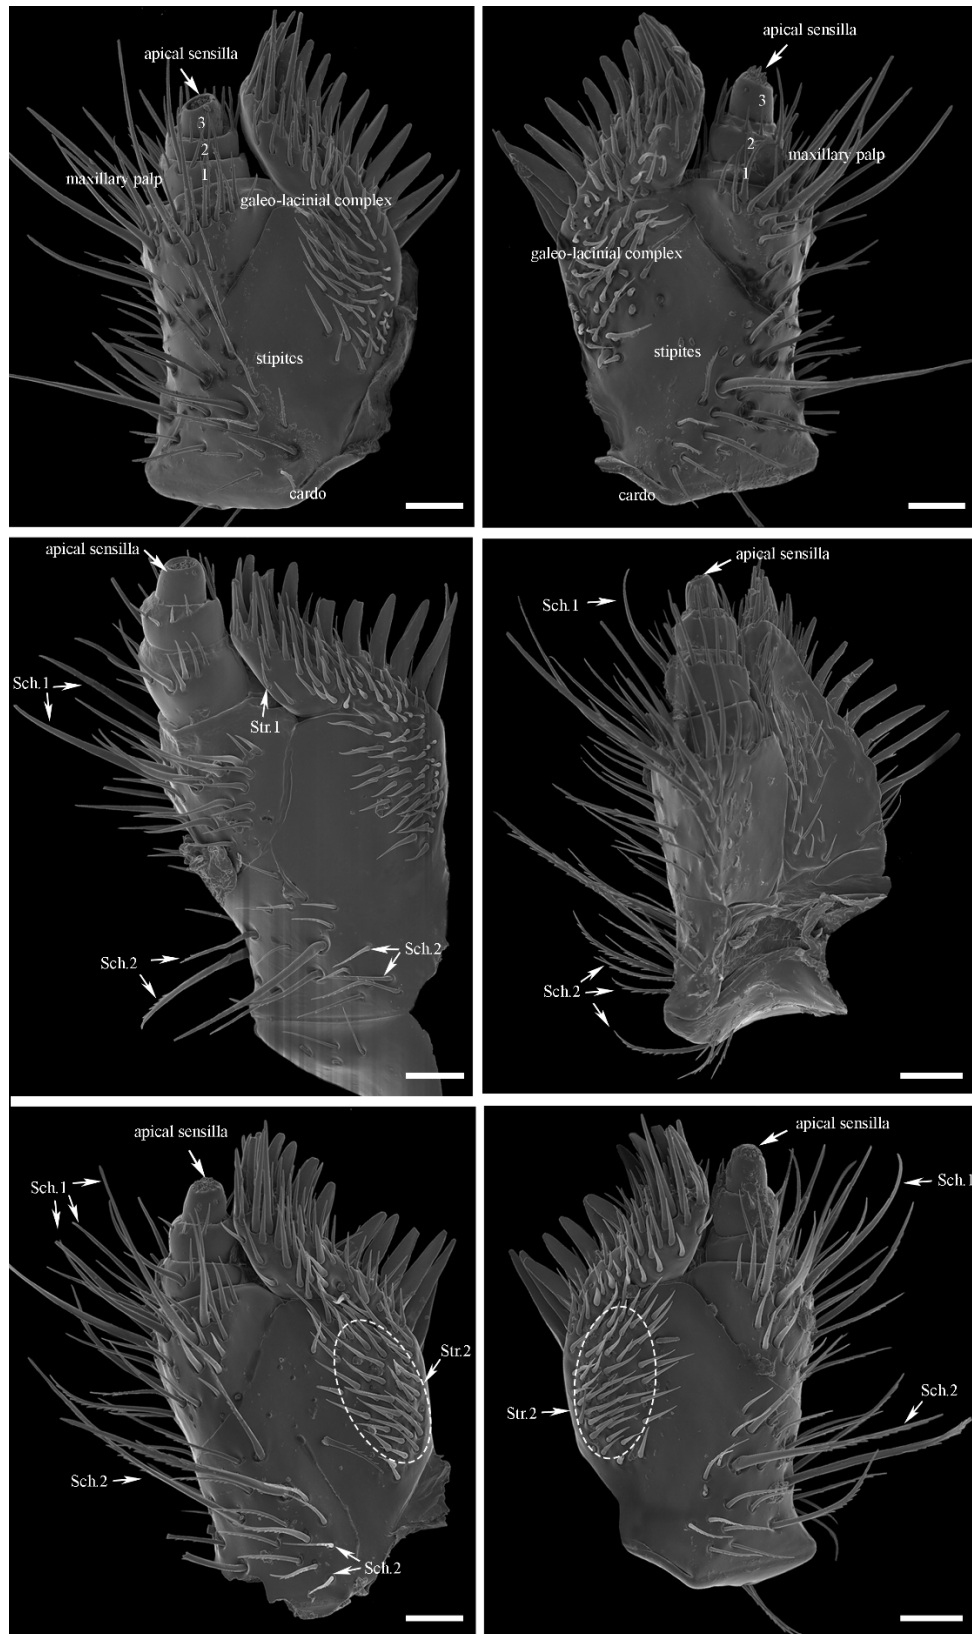 apical sensilla
3
2
maxillary palp
1
galeo-lacinial complex
stipites
cardo
apical sensilla
3
2
maxillary palp
1
galeo-lacinial complex
stipites
cardo
apical sensilla
Sch.1
Str.1
Sch.2
Sch.2
apical sensilla
Sch.1
Sch.2
apical sensilla
Sch.1
Str.2
Sch.2
Sch.2
apical sensilla
Sch.1
Sch.2
Str.2